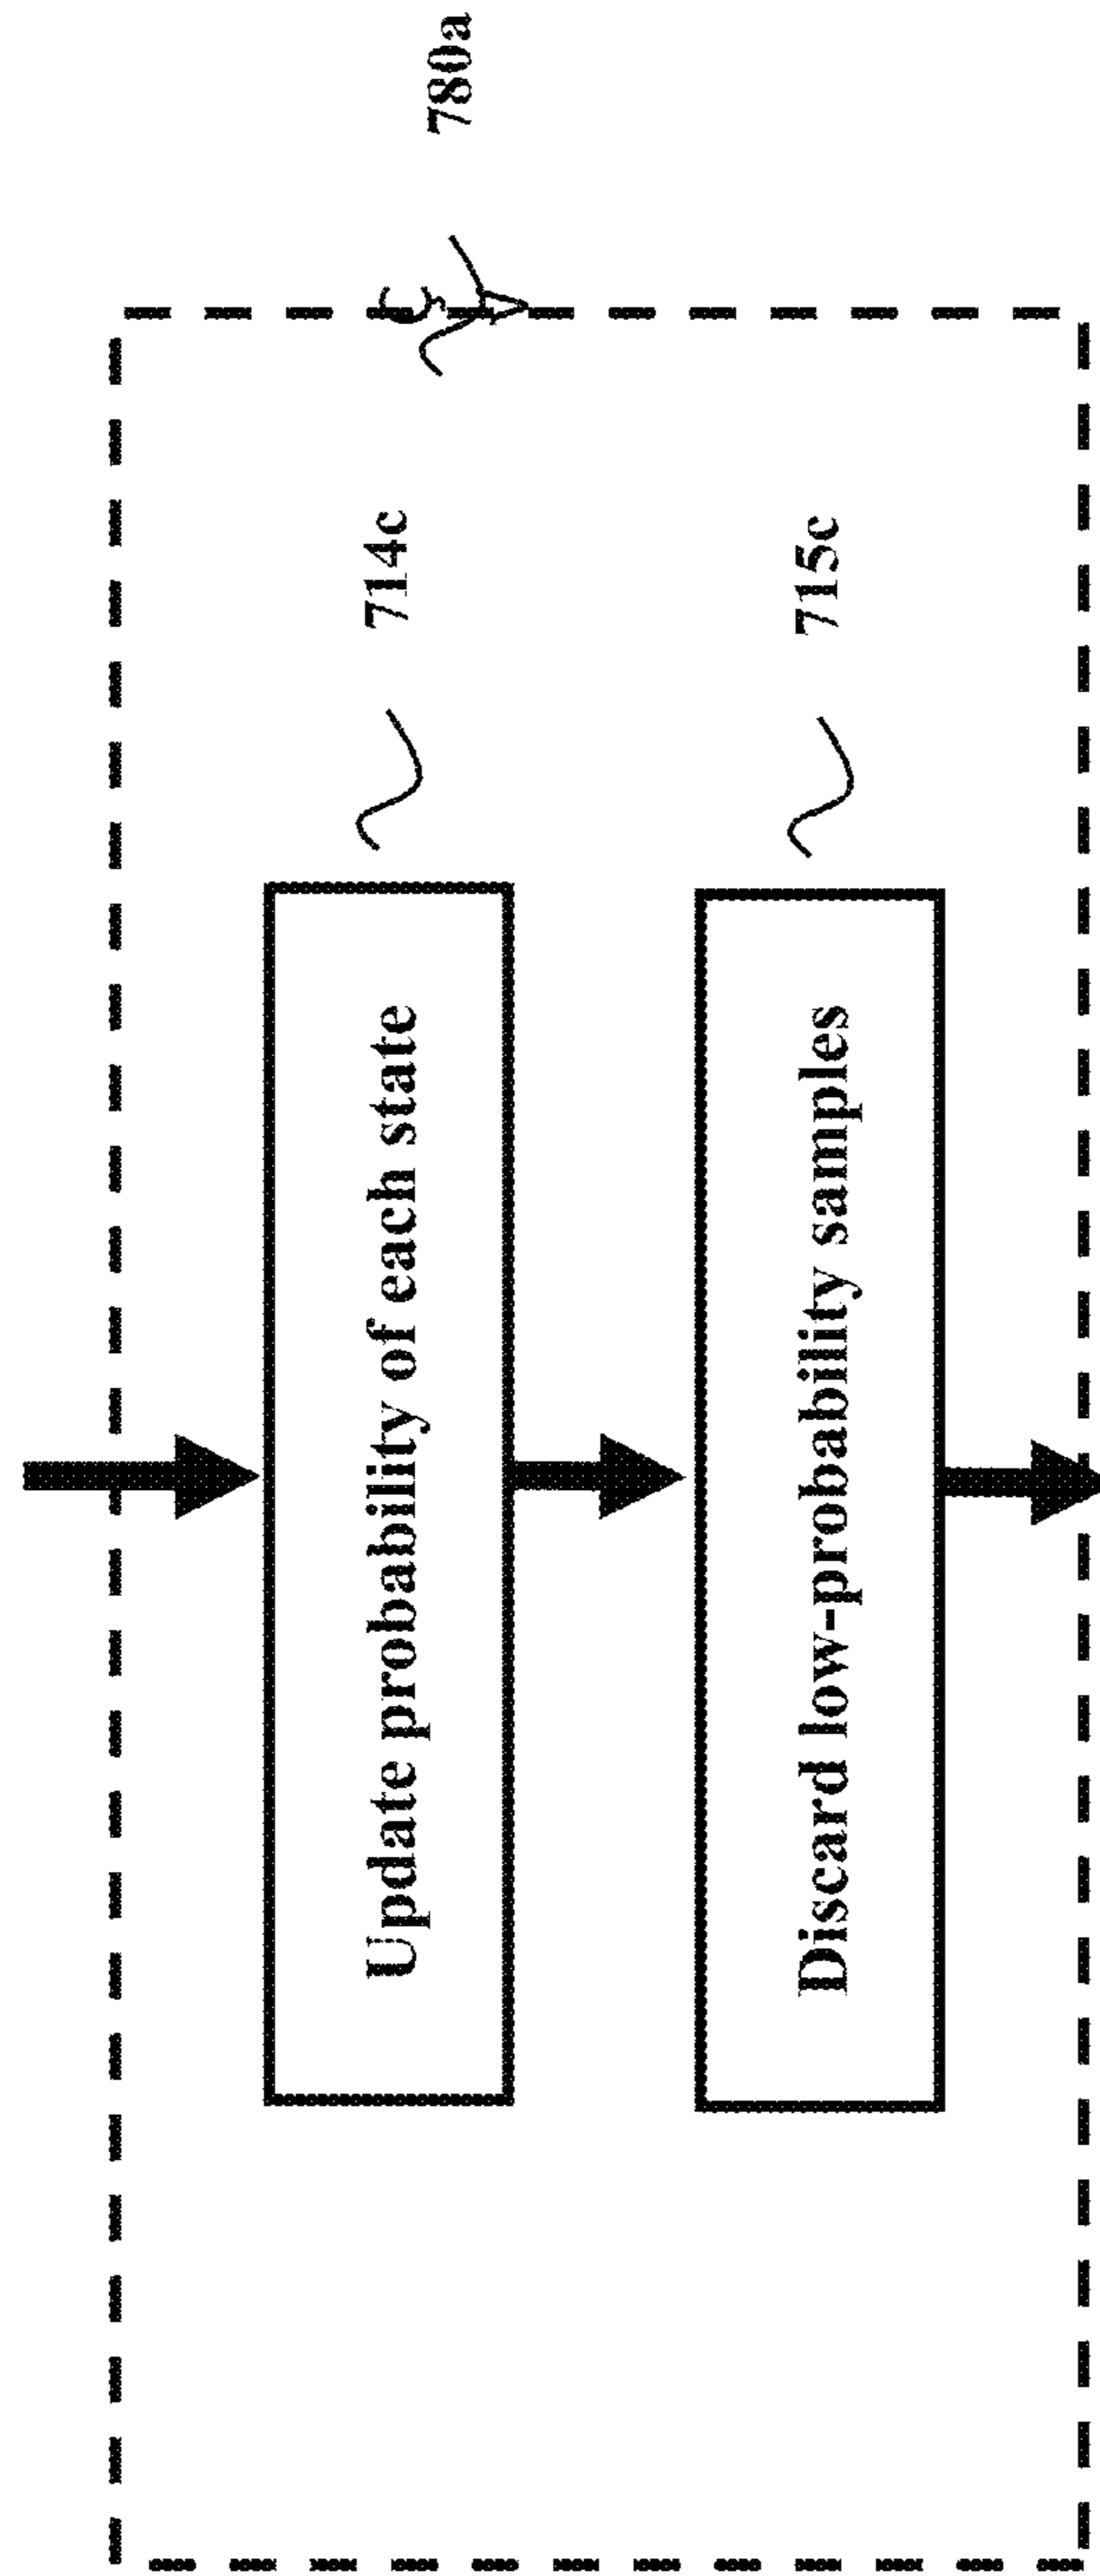 780a
714c
Update probability of each state
715c
Discard low-probability samples